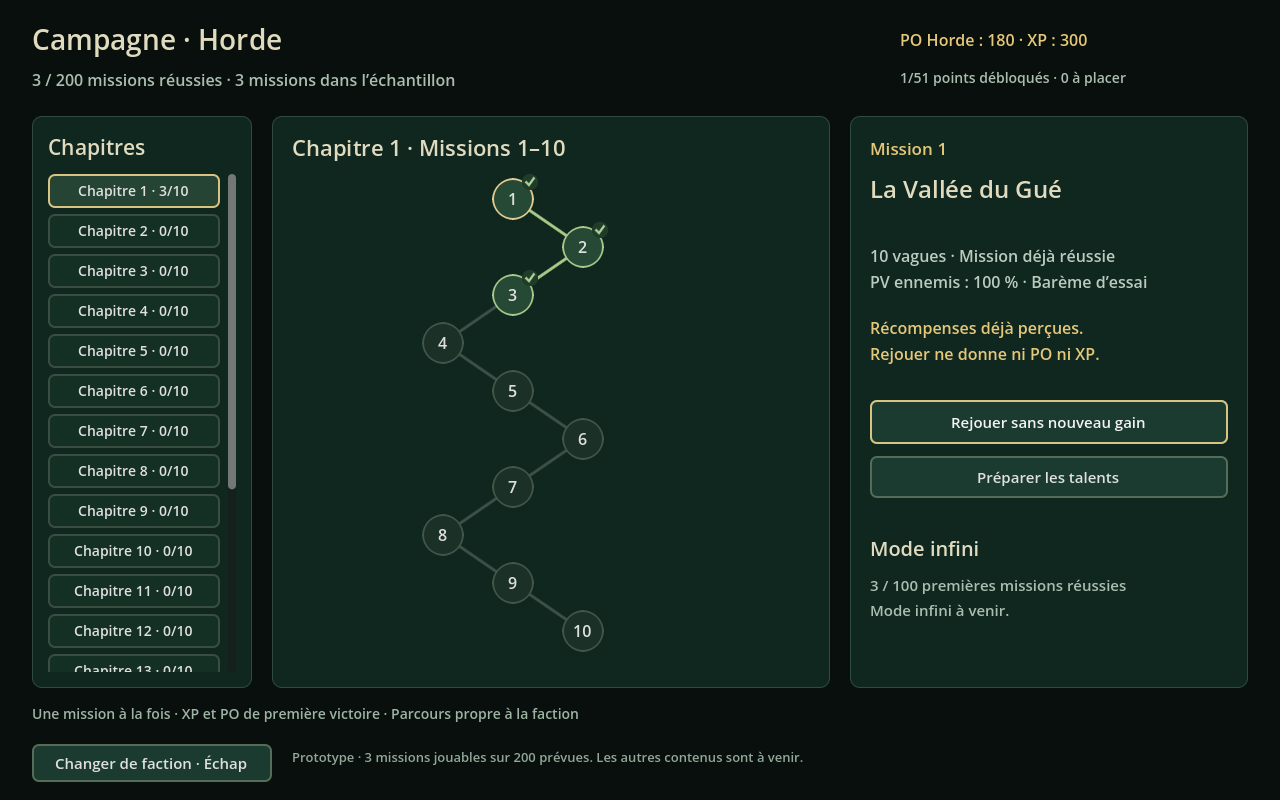 Campagne · Horde
3 / 200 missions réussies · 3 missions dans l’échantillon
PO Horde : 180 · XP : 300
1/51 points débloqués · 0 à placer
Chapitres
Chapitre 1 · 3/10
Chapitre 2 · 0/10
Chapitre 3 · 0/10
Chapitre 4 · 0/10
Chapitre 5 · 0/10
Chapitre 6 · 0/10
Chapitre 7 · 0/10
Chapitre 8 · 0/10
Chapitre 9 · 0/10
Chapitre 10 · 0/10
Chapitre 11 · 0/10
Chapitre 12 · 0/10
Chapitre 13 · 0/10
Chapitre 1 · Missions 1–10
1
2
3
4
5
6
7
8
9
10
Mission 1
La Vallée du Gué
10 vagues · Mission déjà réussie
PV ennemis : 100 % · Barème d’essai
Récompenses déjà perçues.
Rejouer ne donne ni PO ni XP.
Rejouer sans nouveau gain
Préparer les talents
Mode infini
3 / 100 premières missions réussies
Mode infini à venir.
Une mission à la fois · XP et PO de première victoire · Parcours propre à la faction
Changer de faction · Échap
Prototype · 3 missions jouables sur 200 prévues. Les autres contenus sont à venir.